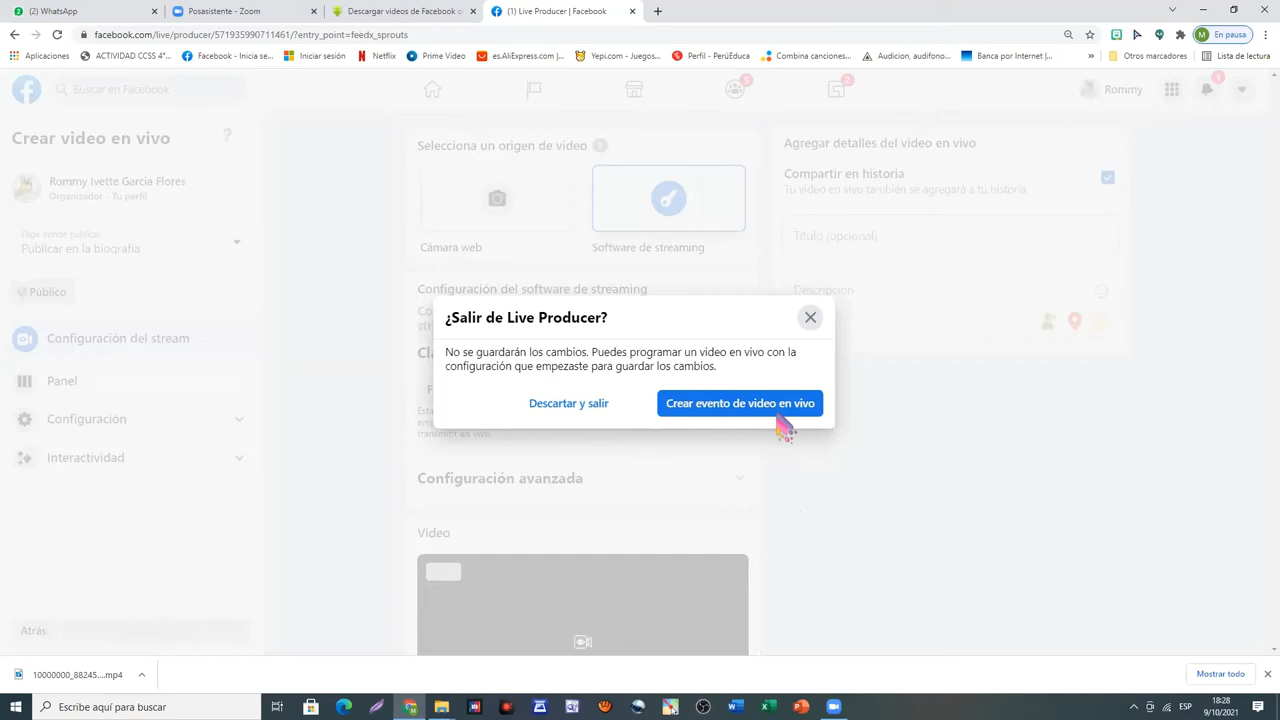 (2) WhatsApp
Posasistente - Zoom
Descargar videos de Facebook o
(1) Live Producer | Facebook
facebook.com/live/producer/571935990711461/?entry_point=feedx_sprouts
En pausa
Aplicaciones
ACTIVIDAD CCSS 4°...
Facebook - Inicia se...
Iniciar sesión
Netflix
Prime Video
es.AliExpress.com |...
Yepi.com - Juegos...
Perfil - PerúEduca
Combina canciones...
Audicion, audifono...
Banca por Internet |...
Otros marcadores
Lista de lectura
Buscar en Facebook
5
2
Rommy
1
Crear video en vivo
?
Rommy Ivette Garcia Flores
Organizador - Tu perfil
Elige dónde publicar
Publicar en la biografía
Público
Configuración del stream
Panel
Configuración
Interactividad
Atrás
Selecciona un origen de video
Cámara web
Software de streaming
Configuración del software de streaming
Agregar detalles del video en vivo
Compartir en historia
Tu video en vivo también se agregará a tu historia.
Título (opcional)
Descripción
¿Salir de Live Producer?
No se guardarán los cambios. Puedes programar un video en vivo con la
configuración que empezaste para guardar los cambios.
Descartar y salir
Crear evento de video en vivo
transmitir en vivo.
Configuración avanzada
Video
10000000_88245....mp4
Mostrar todo
Escribe aquí para buscar
ESP
18:28
9/10/2021